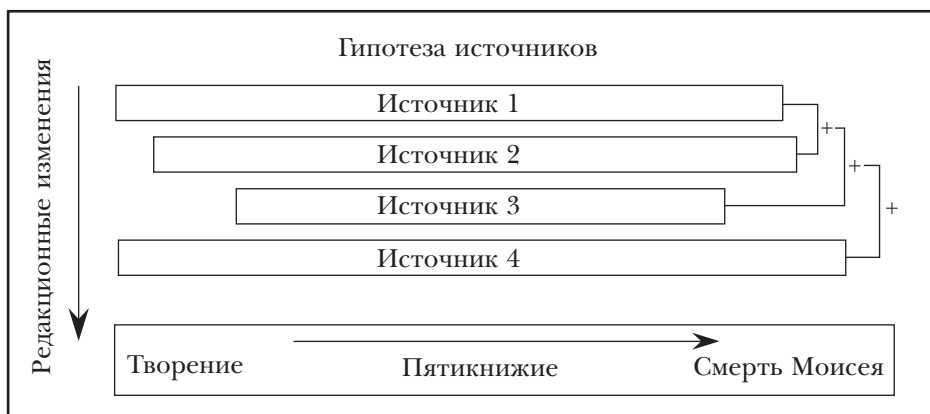 Гипотеза источников
Редакционные изменения
Источник 1
+
Источник 2
+
Источник 3
+
Источник 4
Творение
Пятикнижие
Смерть Моисея